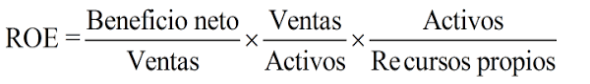 ROE = Beneficio neto / Ventas × Ventas / Activos × Activos / Recursos propios